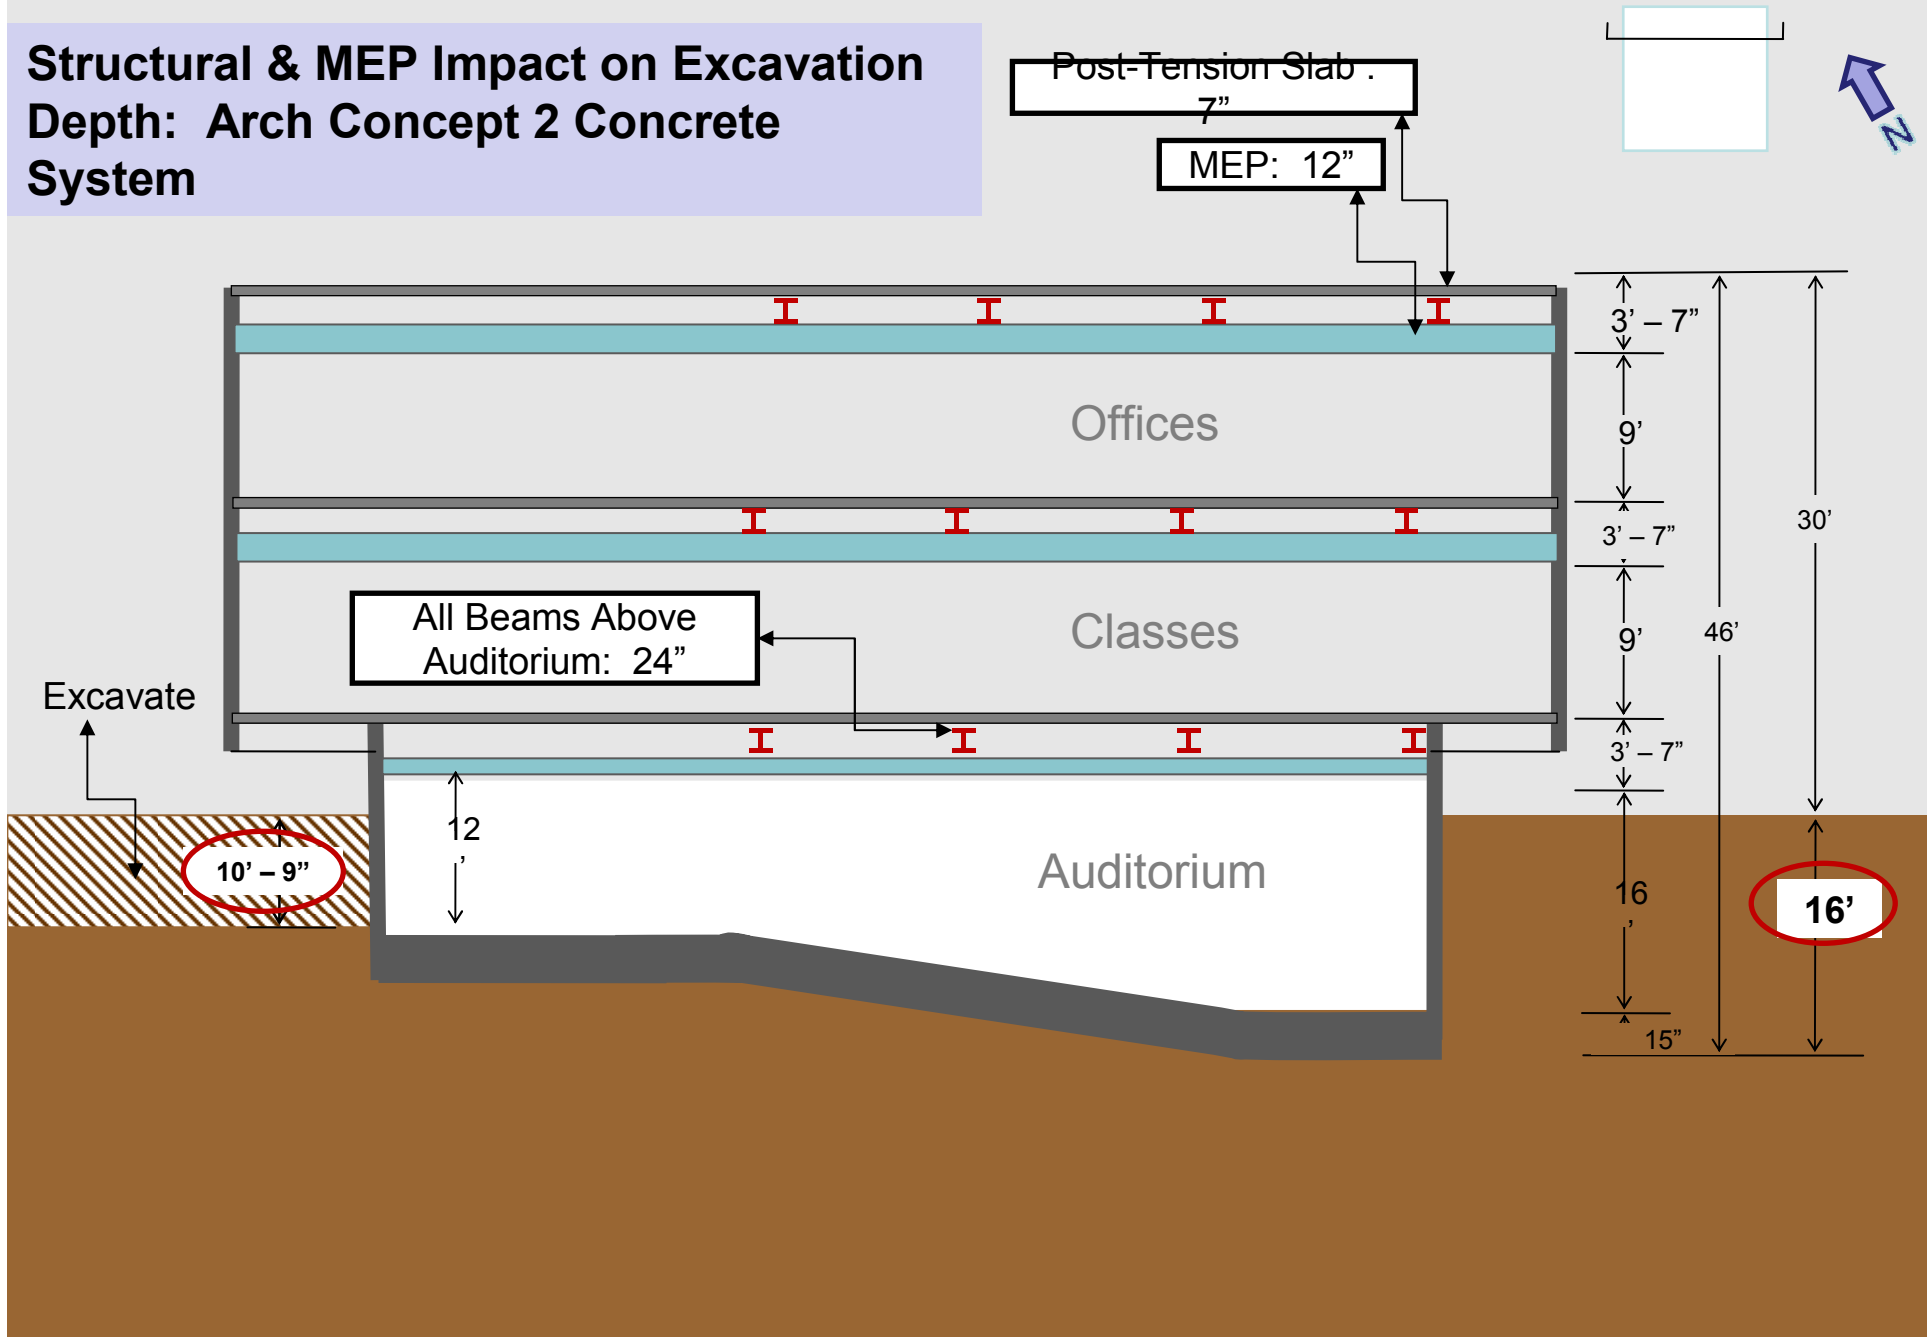 Structural & MEP Impact on Excavation
Depth:  Arch Concept 2 Concrete
System
Post-Tension Slab :
7”
MEP:  12”
N
3’ – 7”
Offices
9’
30’
3’ – 7”
All Beams Above
Auditorium:  24”
Classes
9’
46’
Excavate
3’ – 7”
12
’
10’ – 9”
Auditorium
16
’
16’
15”